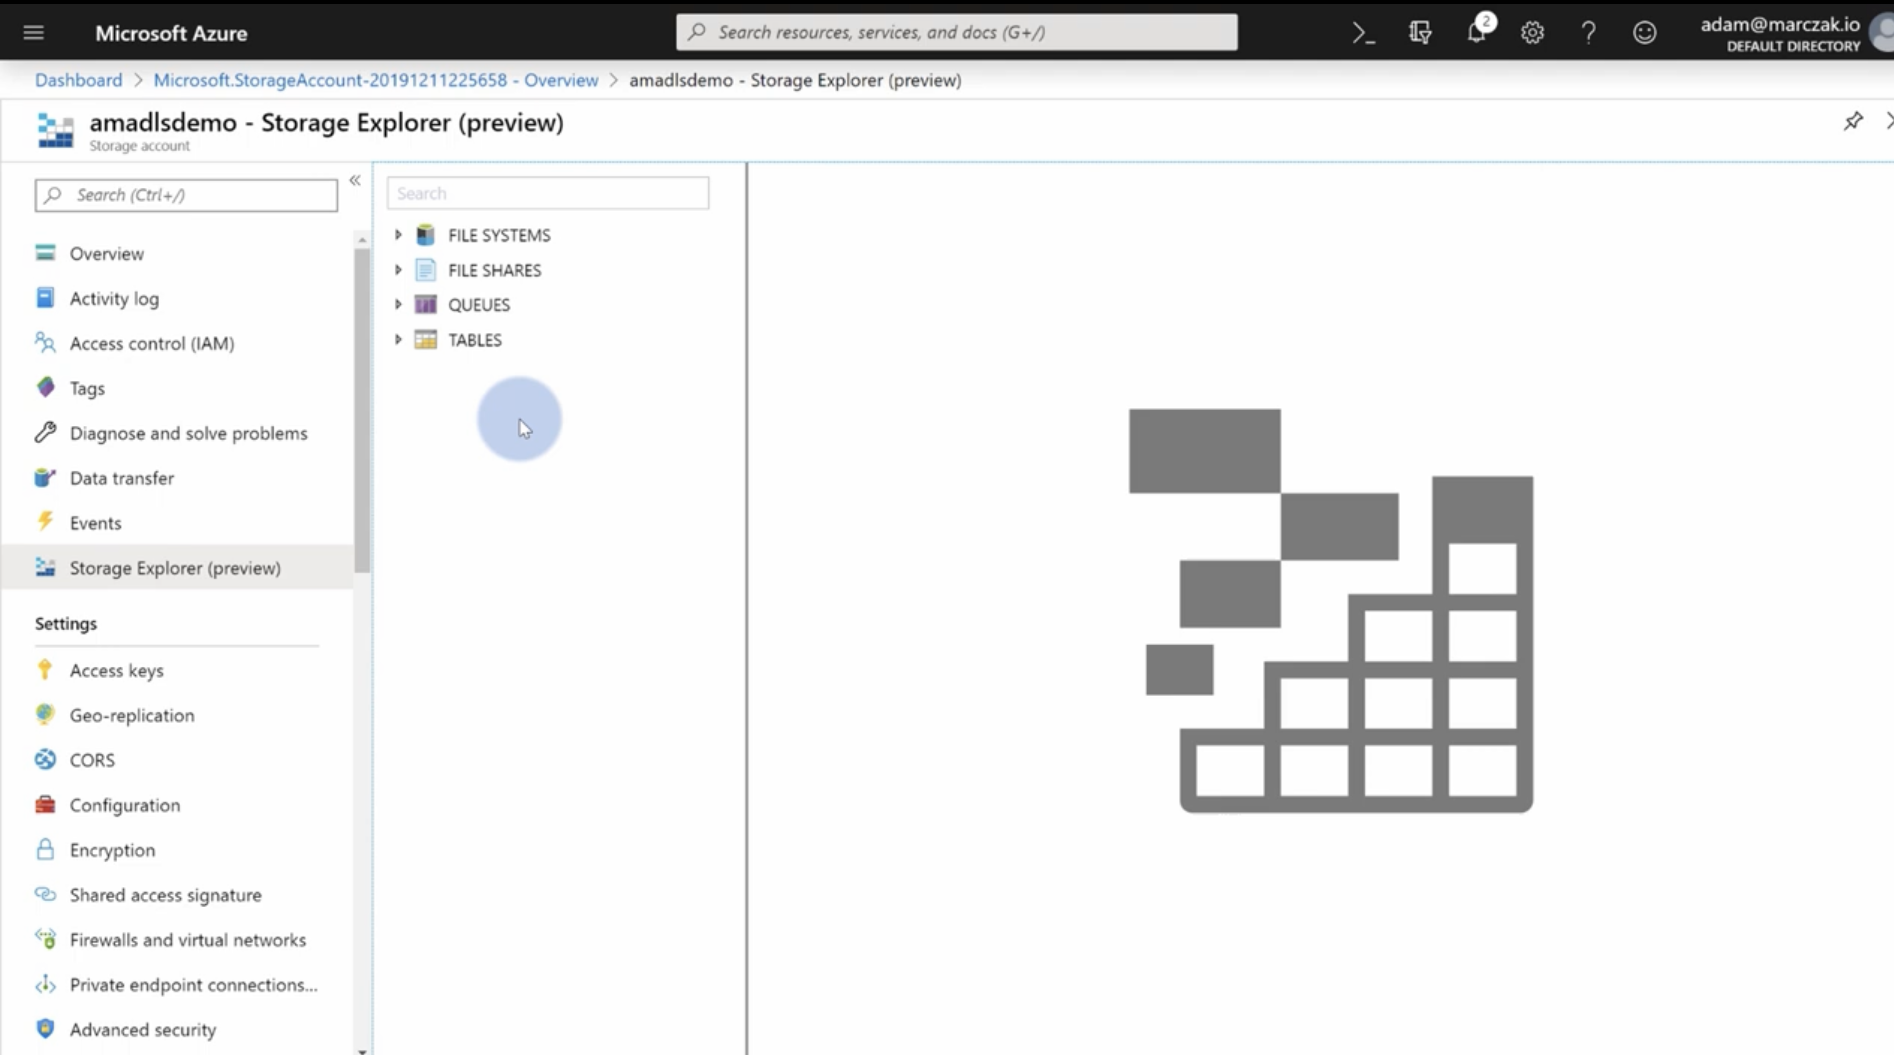 Microsoft Azure
Search resources, services, and docs (G+/)
2
adam@marczak.io
DEFAULT DIRECTORY
Dashboard > Microsoft.StorageAccount-20191211225658 - Overview > amadlsdemo - Storage Explorer (preview)
amadlsdemo - Storage Explorer (preview)
Storage account
Search (Ctrl+/)
Overview
Activity log
Access control (IAM)
Tags
Diagnose and solve problems
Data transfer
Events
Storage Explorer (preview)
Settings
Access keys
Geo-replication
CORS
Configuration
Encryption
Shared access signature
Firewalls and virtual networks
Private endpoint connections...
Advanced security
Search
FILE SYSTEMS
FILE SHARES
QUEUES
TABLES